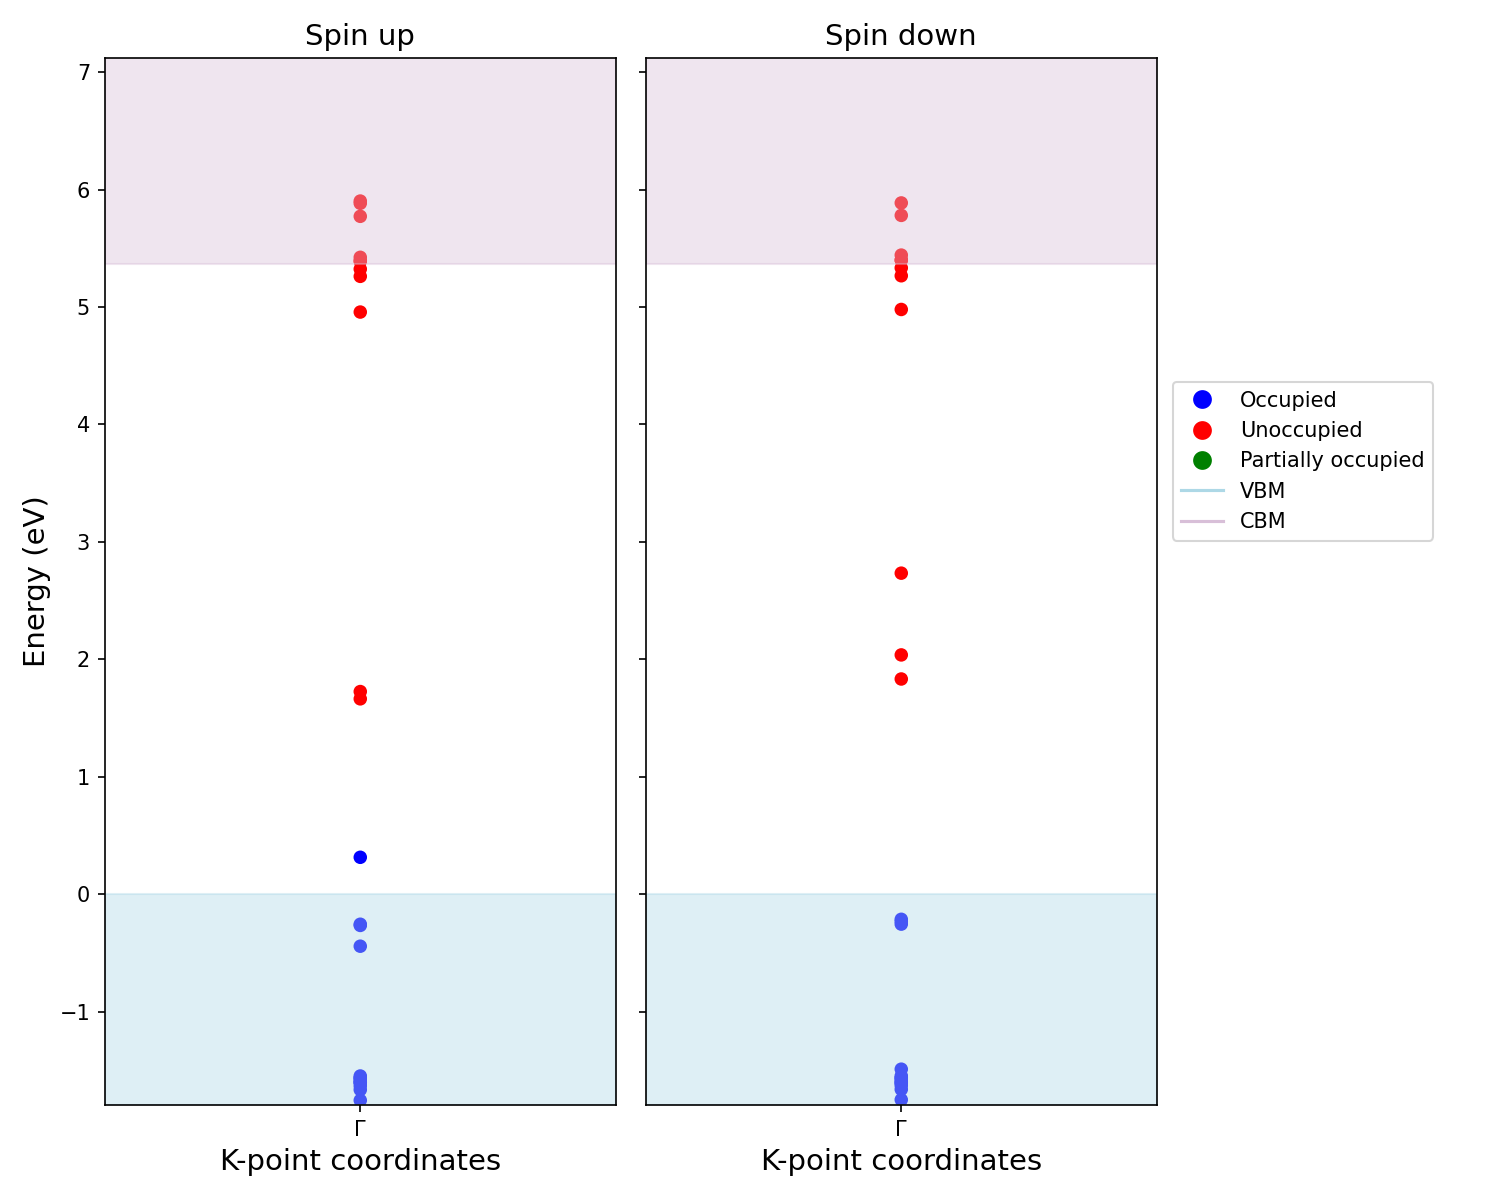 Spin up
Spin down
7
6
5
4
3
2
1
0
−1
Energy (eV)
Γ
Γ
K-point coordinates
K-point coordinates
Occupied
Unoccupied
Partially occupied
VBM
CBM